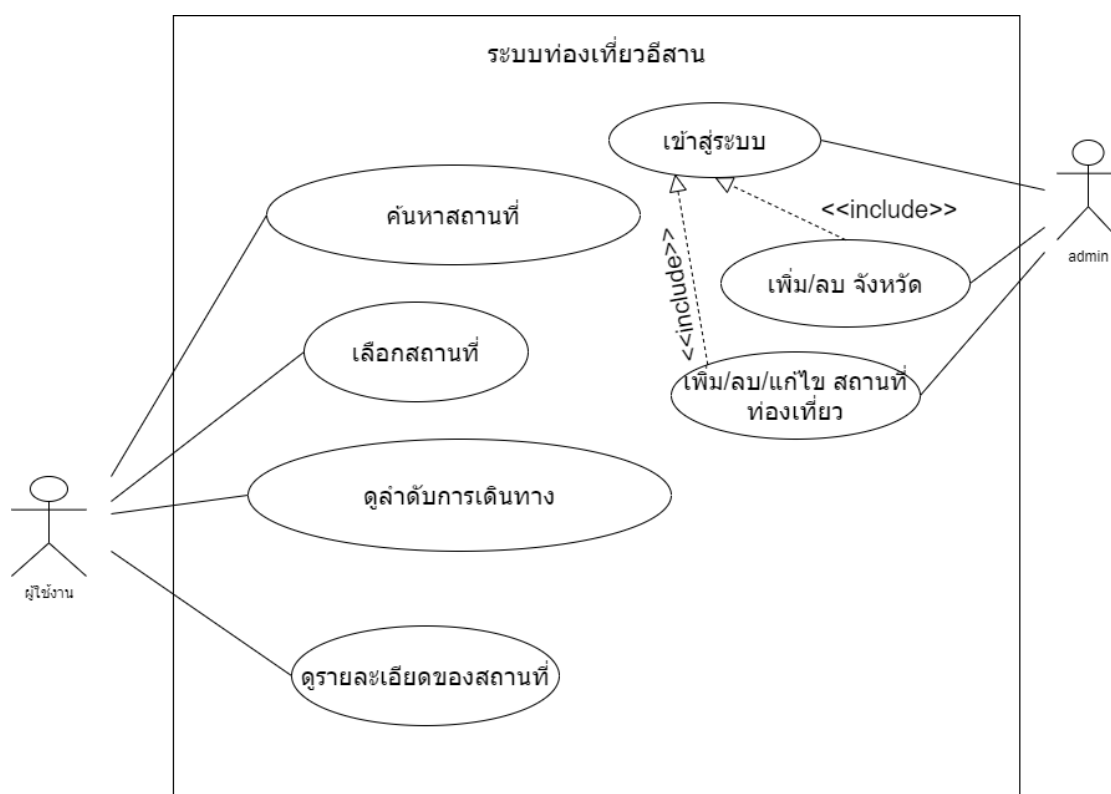 ระบบท่องเที่ยวอีสาน
เข้าสู่ระบบ
ค้นหาสถานที่
<<include>>
<<include>>
admin
เพิ่ม/ลบ จังหวัด
เลือกสถานที่
เพิ่ม/ลบ/แก้ไข สถานที่
ท่องเที่ยว
ดูลำดับการเดินทาง
ผู้ใช้งาน
ดูรายละเอียดของสถานที่